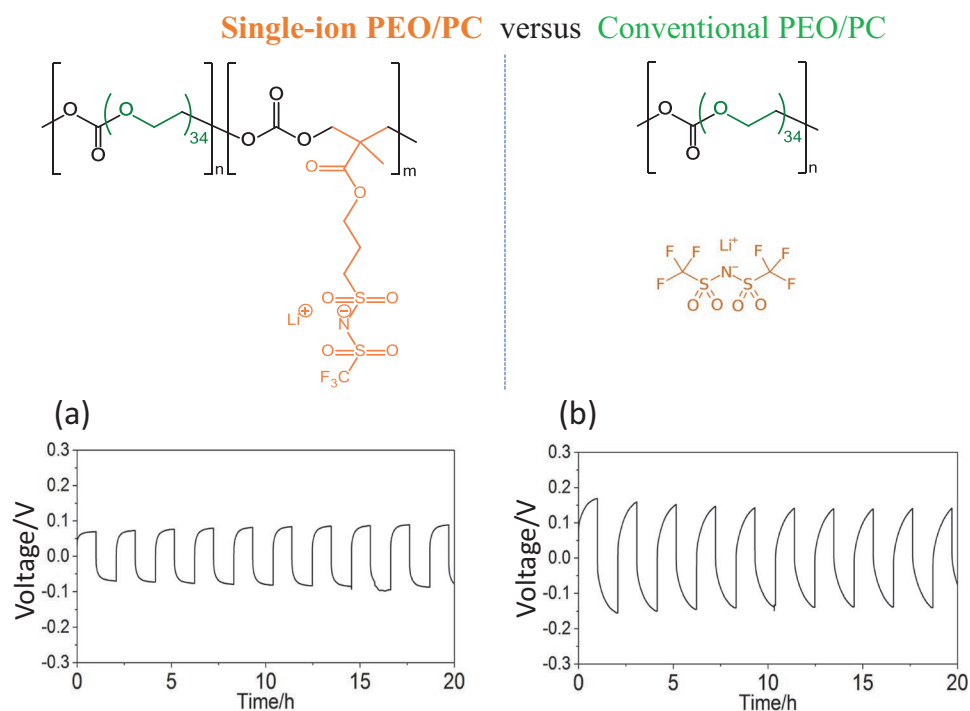 Single-ion PEO/PC versus Conventional PEO/PC
O O O 34 n O O O m
O O
O
O S O
Li⊕ N⊖
O S O
F₃C
O O O 34 n
Li⁺
F F N⁻ F F
F S S F
O O O O
(a)
0.3
0.2
0.1
0.0
-0.1
-0.2
-0.3
Voltage/V
0 5 10 15 20
Time/h
(b)
0.3
0.2
0.1
0.0
-0.1
-0.2
-0.3
Voltage/V
0 5 10 15 20
Time/h